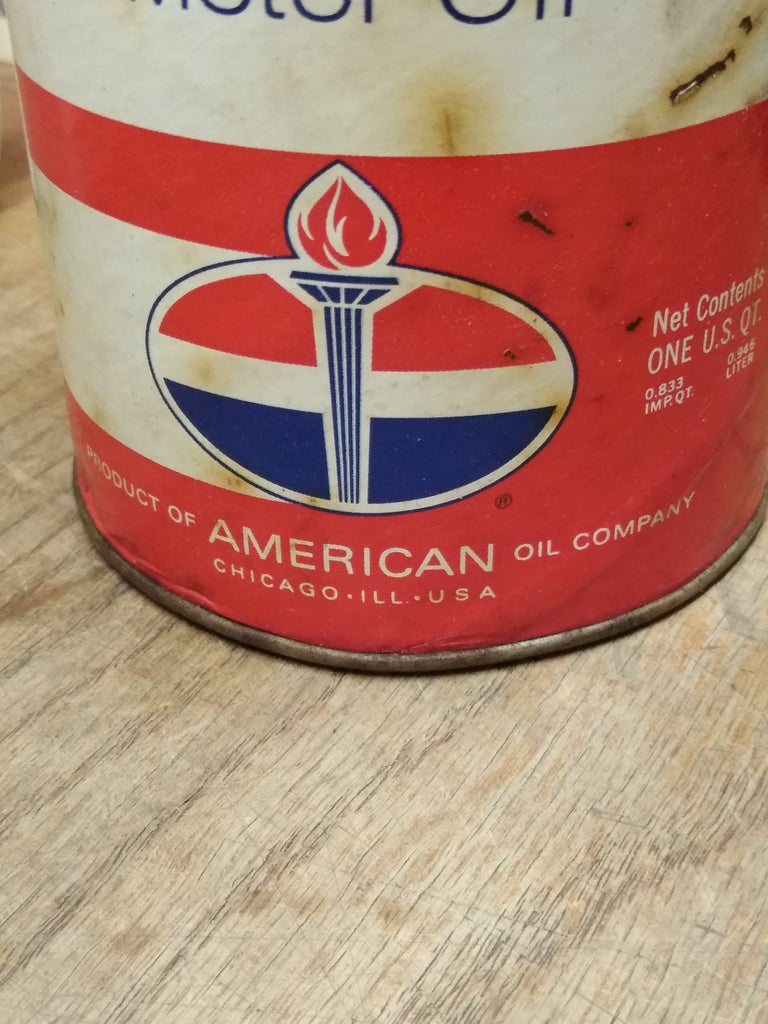 Motor Oil
Net Contents
ONE U.S. QT.
0.833
IMP. QT.
0.946
LITER
®
PRODUCT OF AMERICAN OIL COMPANY
CHICAGO • ILL. • USA